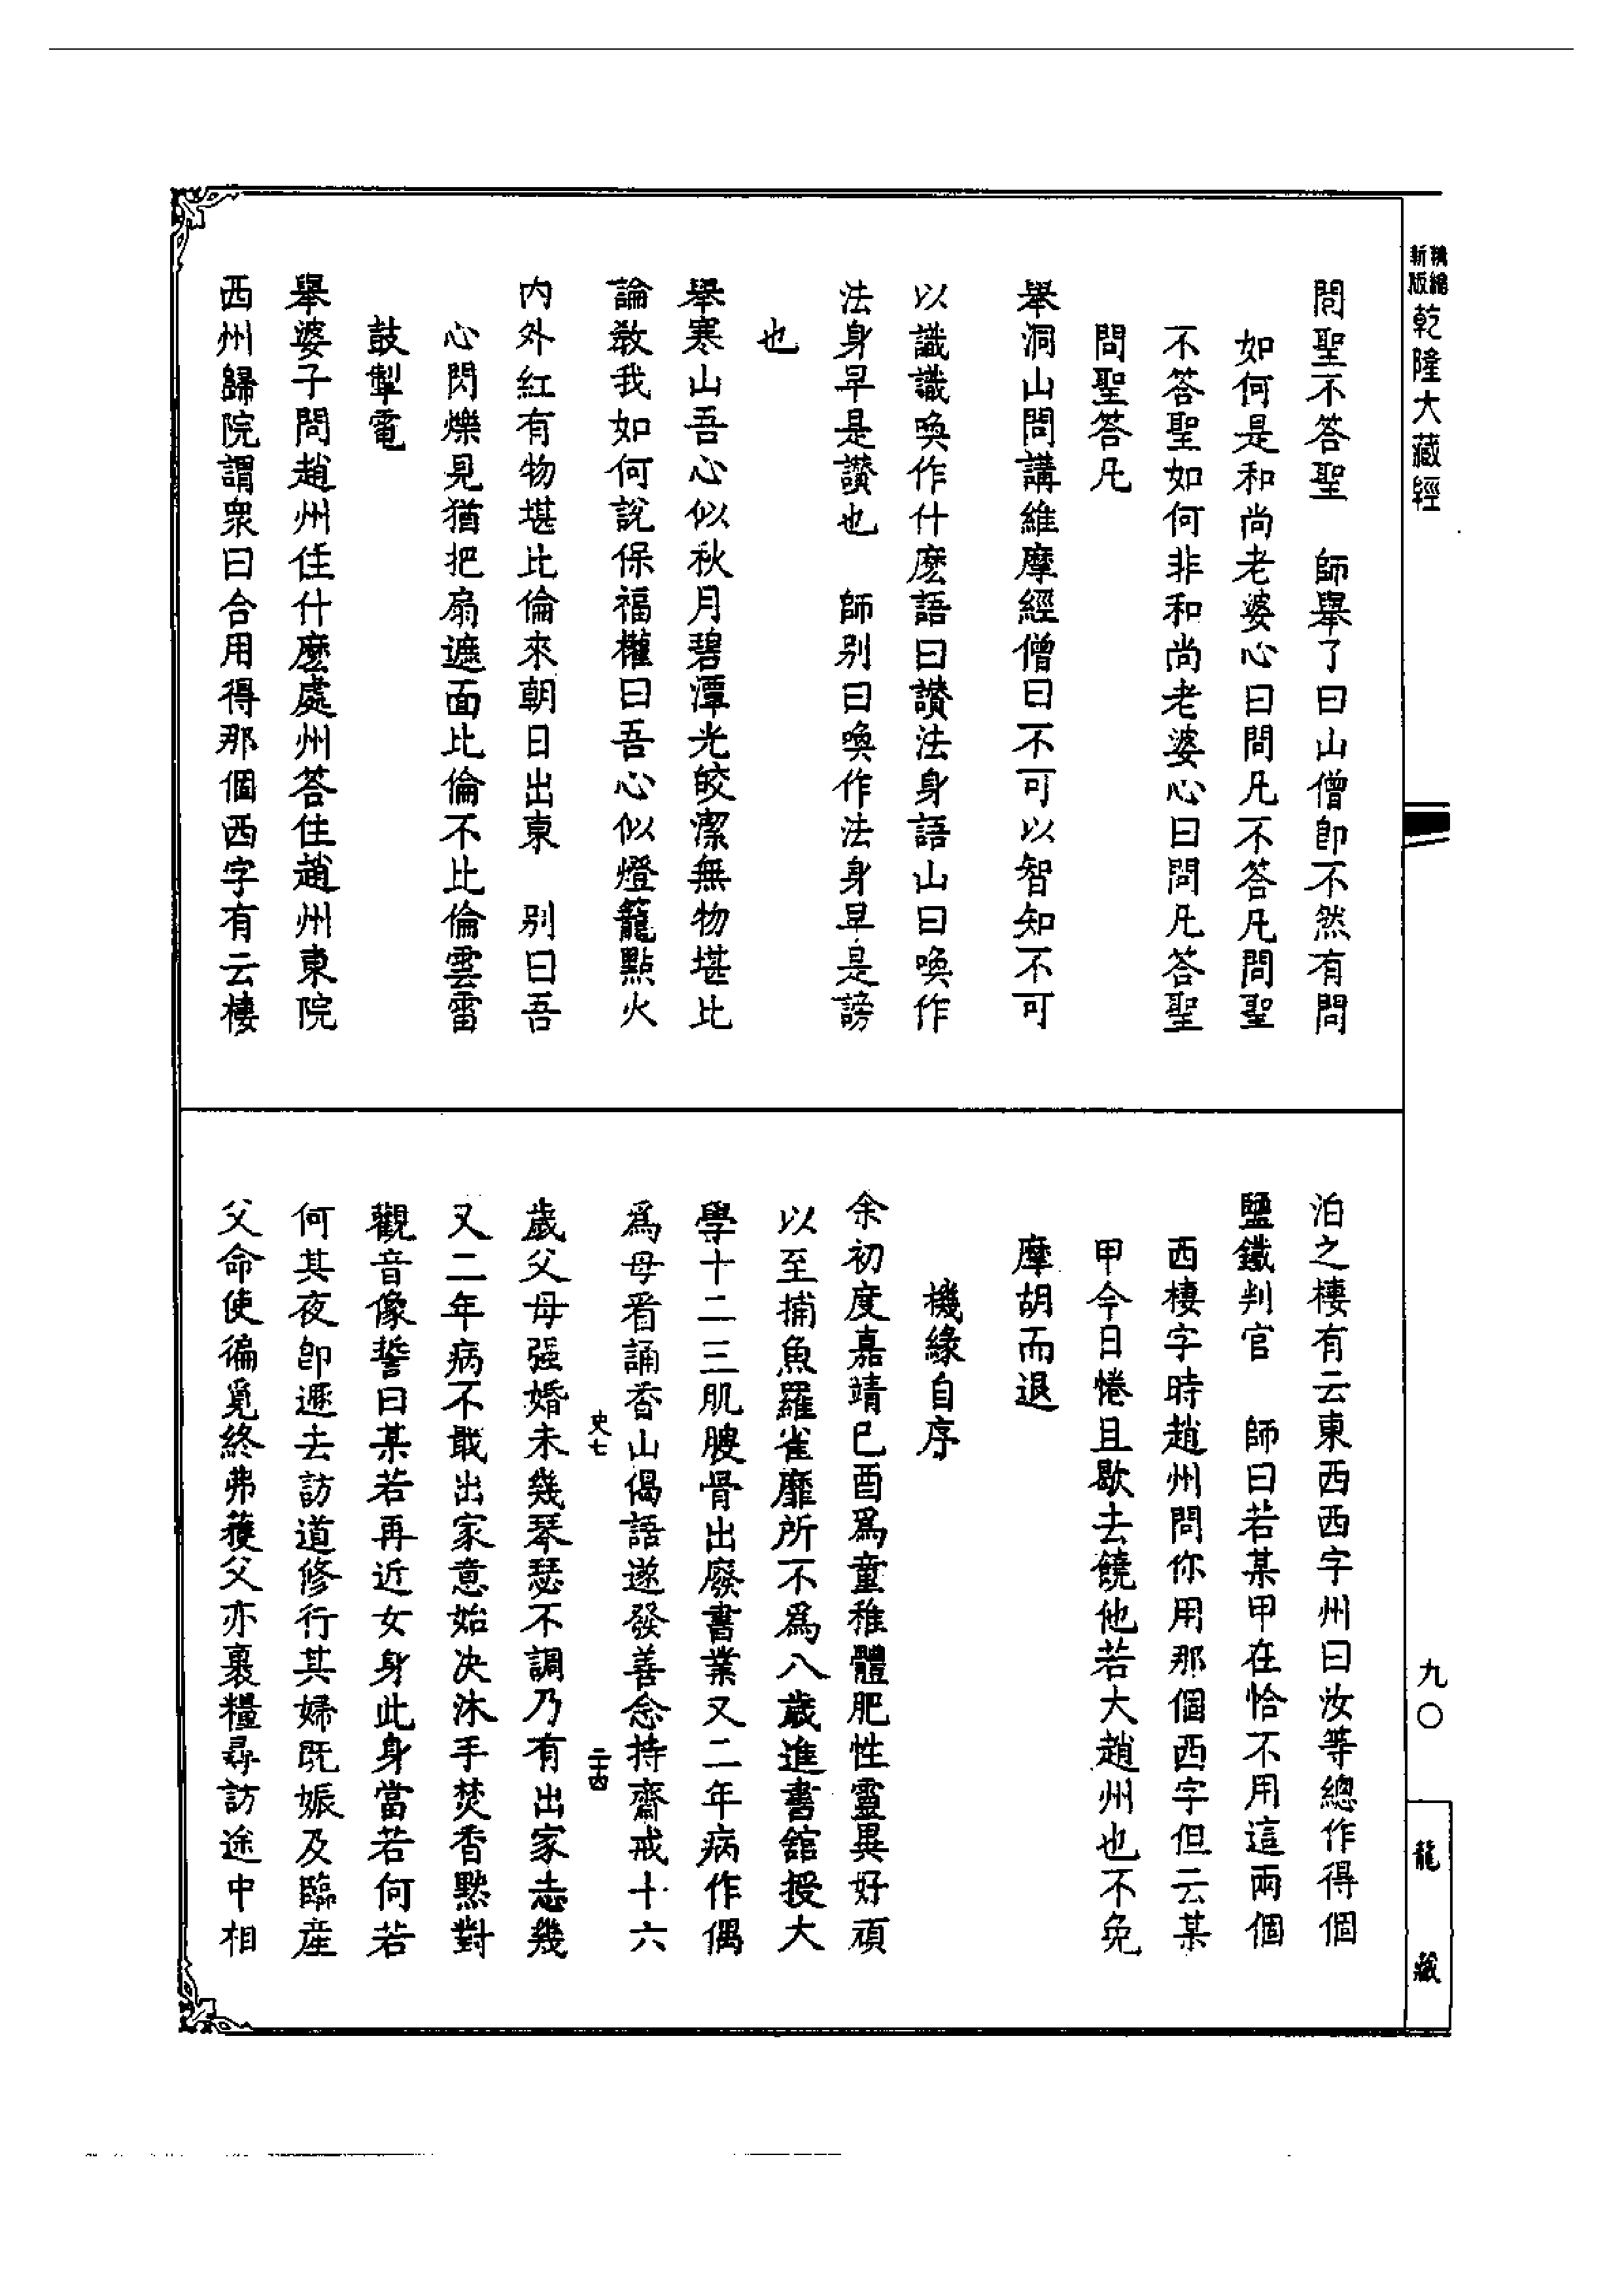 精縮新版乾隆大藏經
問聖不答聖　師舉了曰山僧卽不然有問
如何是和尚老婆心曰問凡不答凡問聖
不答聖如何非和尚老婆心曰問凡答聖
問聖答凡
舉洞山問講維摩經僧曰不可以智知不可
以識識喚作什麽語曰讚法身語山曰喚作
法身早是讚也　師別曰喚作法身早是謗
也
舉寒山吾心似秋月碧潭光皎潔無物堪比
論教我如何說保福權曰吾心似燈籠點火
內外紅有物堪比倫來朝日出東　別曰吾
心閃爍見猶把扇遮面比倫不比倫雲雷
鼓掣電
舉婆子問趙州住什麽處州答住趙州東院
西州歸院謂衆曰合用得那個西字有云棲
泊之棲有云東西西字州曰汝等總作得個
鹽鐵判官　師曰若某甲在恰不用這兩個
西棲字時趙州問你用那個西字但云某
甲今日惓且歇去饒他若大趙州也不免
摩胡而退
機緣自序
余初度嘉靖已酉爲童稚體肥性靈異好頑
以至捕魚羅雀靡所不爲八歲進書館授大
學十二三肌腴骨出廢書業又二年病作偶
爲母看誦香山偈語遂發善念持齋戒十六
史七　二十四
歲父母强婚未幾琴瑟不調乃有出家志幾
又二年病不戢出家意始决沐手焚香㸃對
觀音像誓曰某若再近女身此身當若何若
何其夜卽遯去訪道修行其婦旣娠及臨產
父命使徧覓終弗獲父亦裹糧尋訪途中相
九〇
龍藏